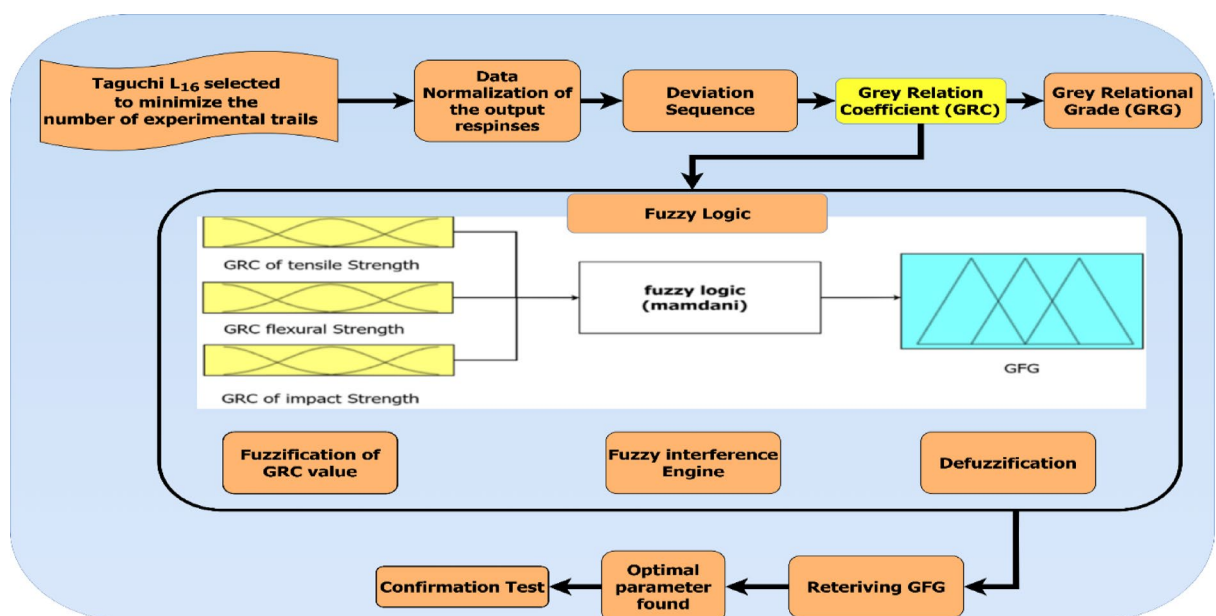 Taguchi L16 selected
to minimize the
number of experimental trails
Data
Normalization of
the output
respinses
Deviation
Sequence
Grey Relation
Coefficient (GRC)
Grey Relational
Grade (GRG)
Fuzzy Logic
GRC of tensile Strength
GRC flexural Strength
GRC of impact Strength
fuzzy logic
(mamdani)
GFG
Fuzzification of
GRC value
Fuzzy interference
Engine
Defuzzification
Confirmation Test
Optimal
parameter
found
Reteriving GFG